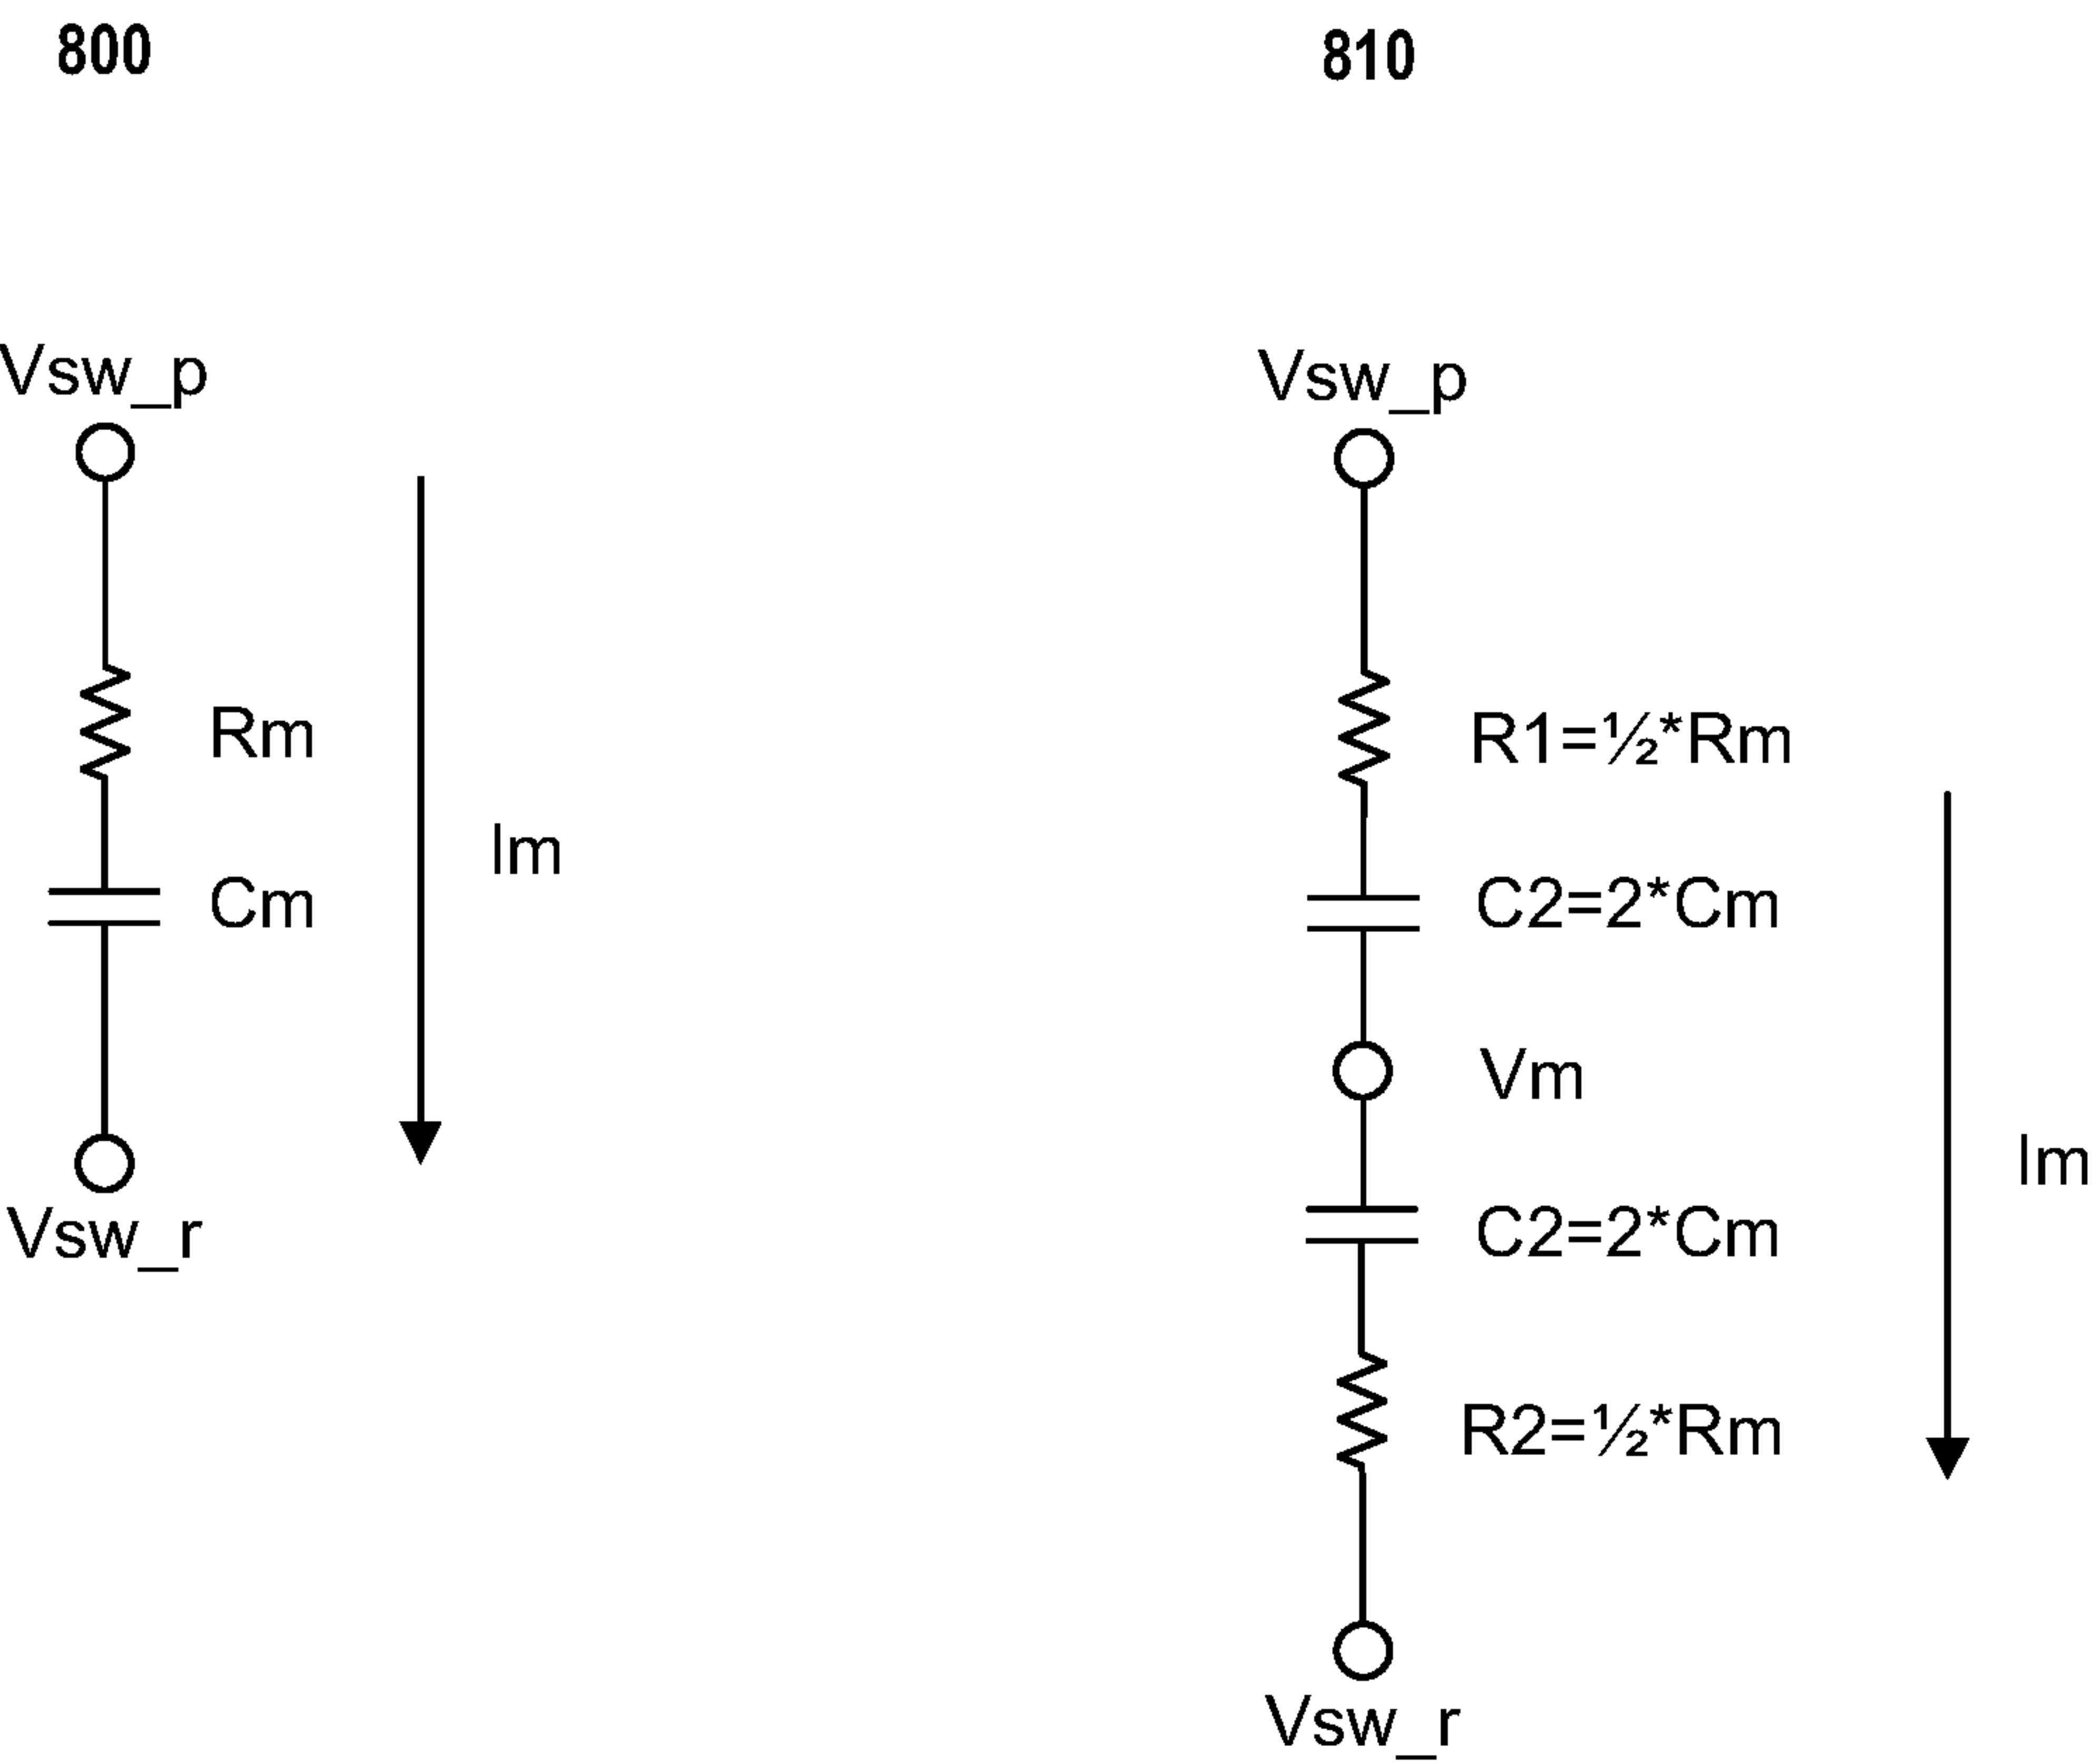 800
Vsw_p
Rm
Im
Cm
Vsw_r
810
Vsw_p
R1=½*Rm
C2=2*Cm
Vm
Im
C2=2*Cm
R2=½*Rm
Vsw_r